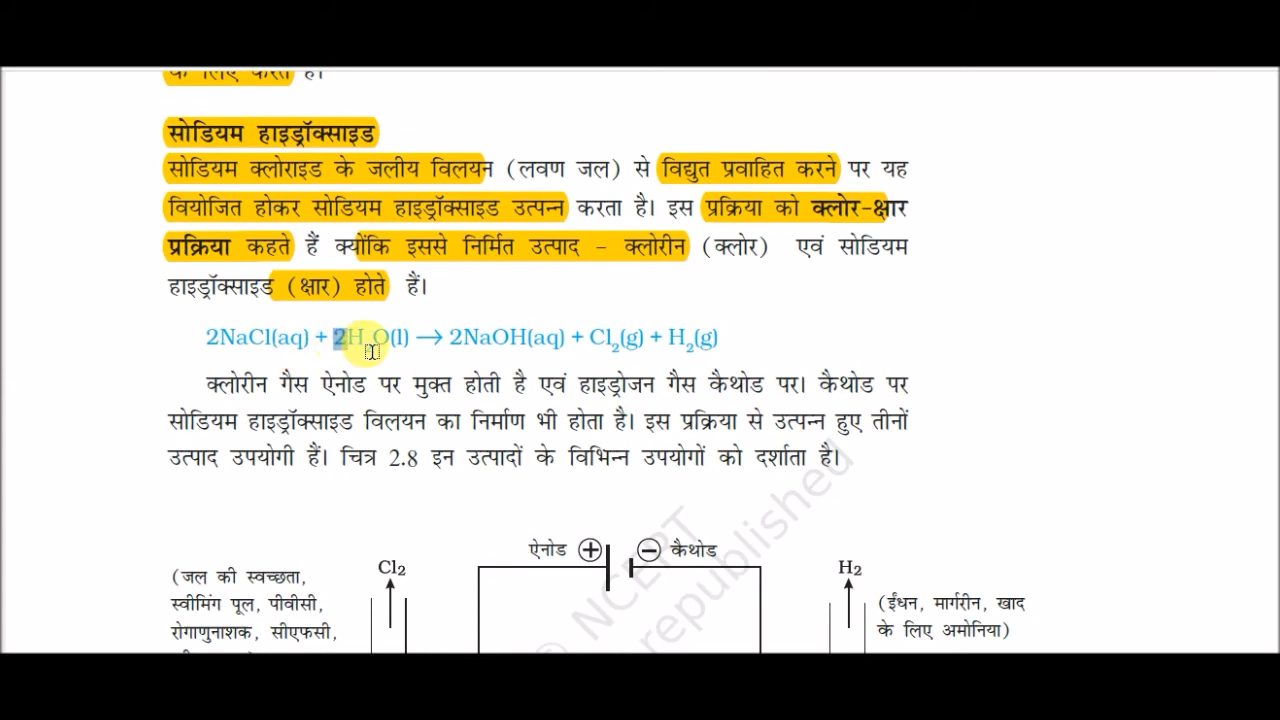 के लिए करते हैं।
सोडियम हाइड्रॉक्साइड
सोडियम क्लोराइड के जलीय विलयन (लवण जल) से विद्युत प्रवाहित करने पर यह
वियोजित होकर सोडियम हाइड्रॉक्साइड उत्पन्न करता है। इस प्रक्रिया को क्लोर-क्षार
प्रक्रिया कहते हैं क्योंकि इससे निर्मित उत्पाद – क्लोरीन (क्लोर) एवं सोडियम
हाइड्रॉक्साइड (क्षार) होते हैं।
2NaCl(aq) + 2H O(l) → 2NaOH(aq) + Cl₂(g) + H₂(g)
क्लोरीन गैस ऐनोड पर मुक्त होती है एवं हाइड्रोजन गैस कैथोड पर। कैथोड पर
सोडियम हाइड्रॉक्साइड विलयन का निर्माण भी होता है। इस प्रक्रिया से उत्पन्न हुए तीनों
उत्पाद उपयोगी हैं। चित्र 2.8 इन उत्पादों के विभिन्न उपयोगों को दर्शाता है।
ऐनोड + – कैथोड
Cl₂
H₂
(जल की स्वच्छता,
स्वीमिंग पूल, पीवीसी,
रोगाणुनाशक, सीएफसी,
(ईंधन, मार्गरीन, खाद
के लिए अमोनिया)
© NCERT
republished